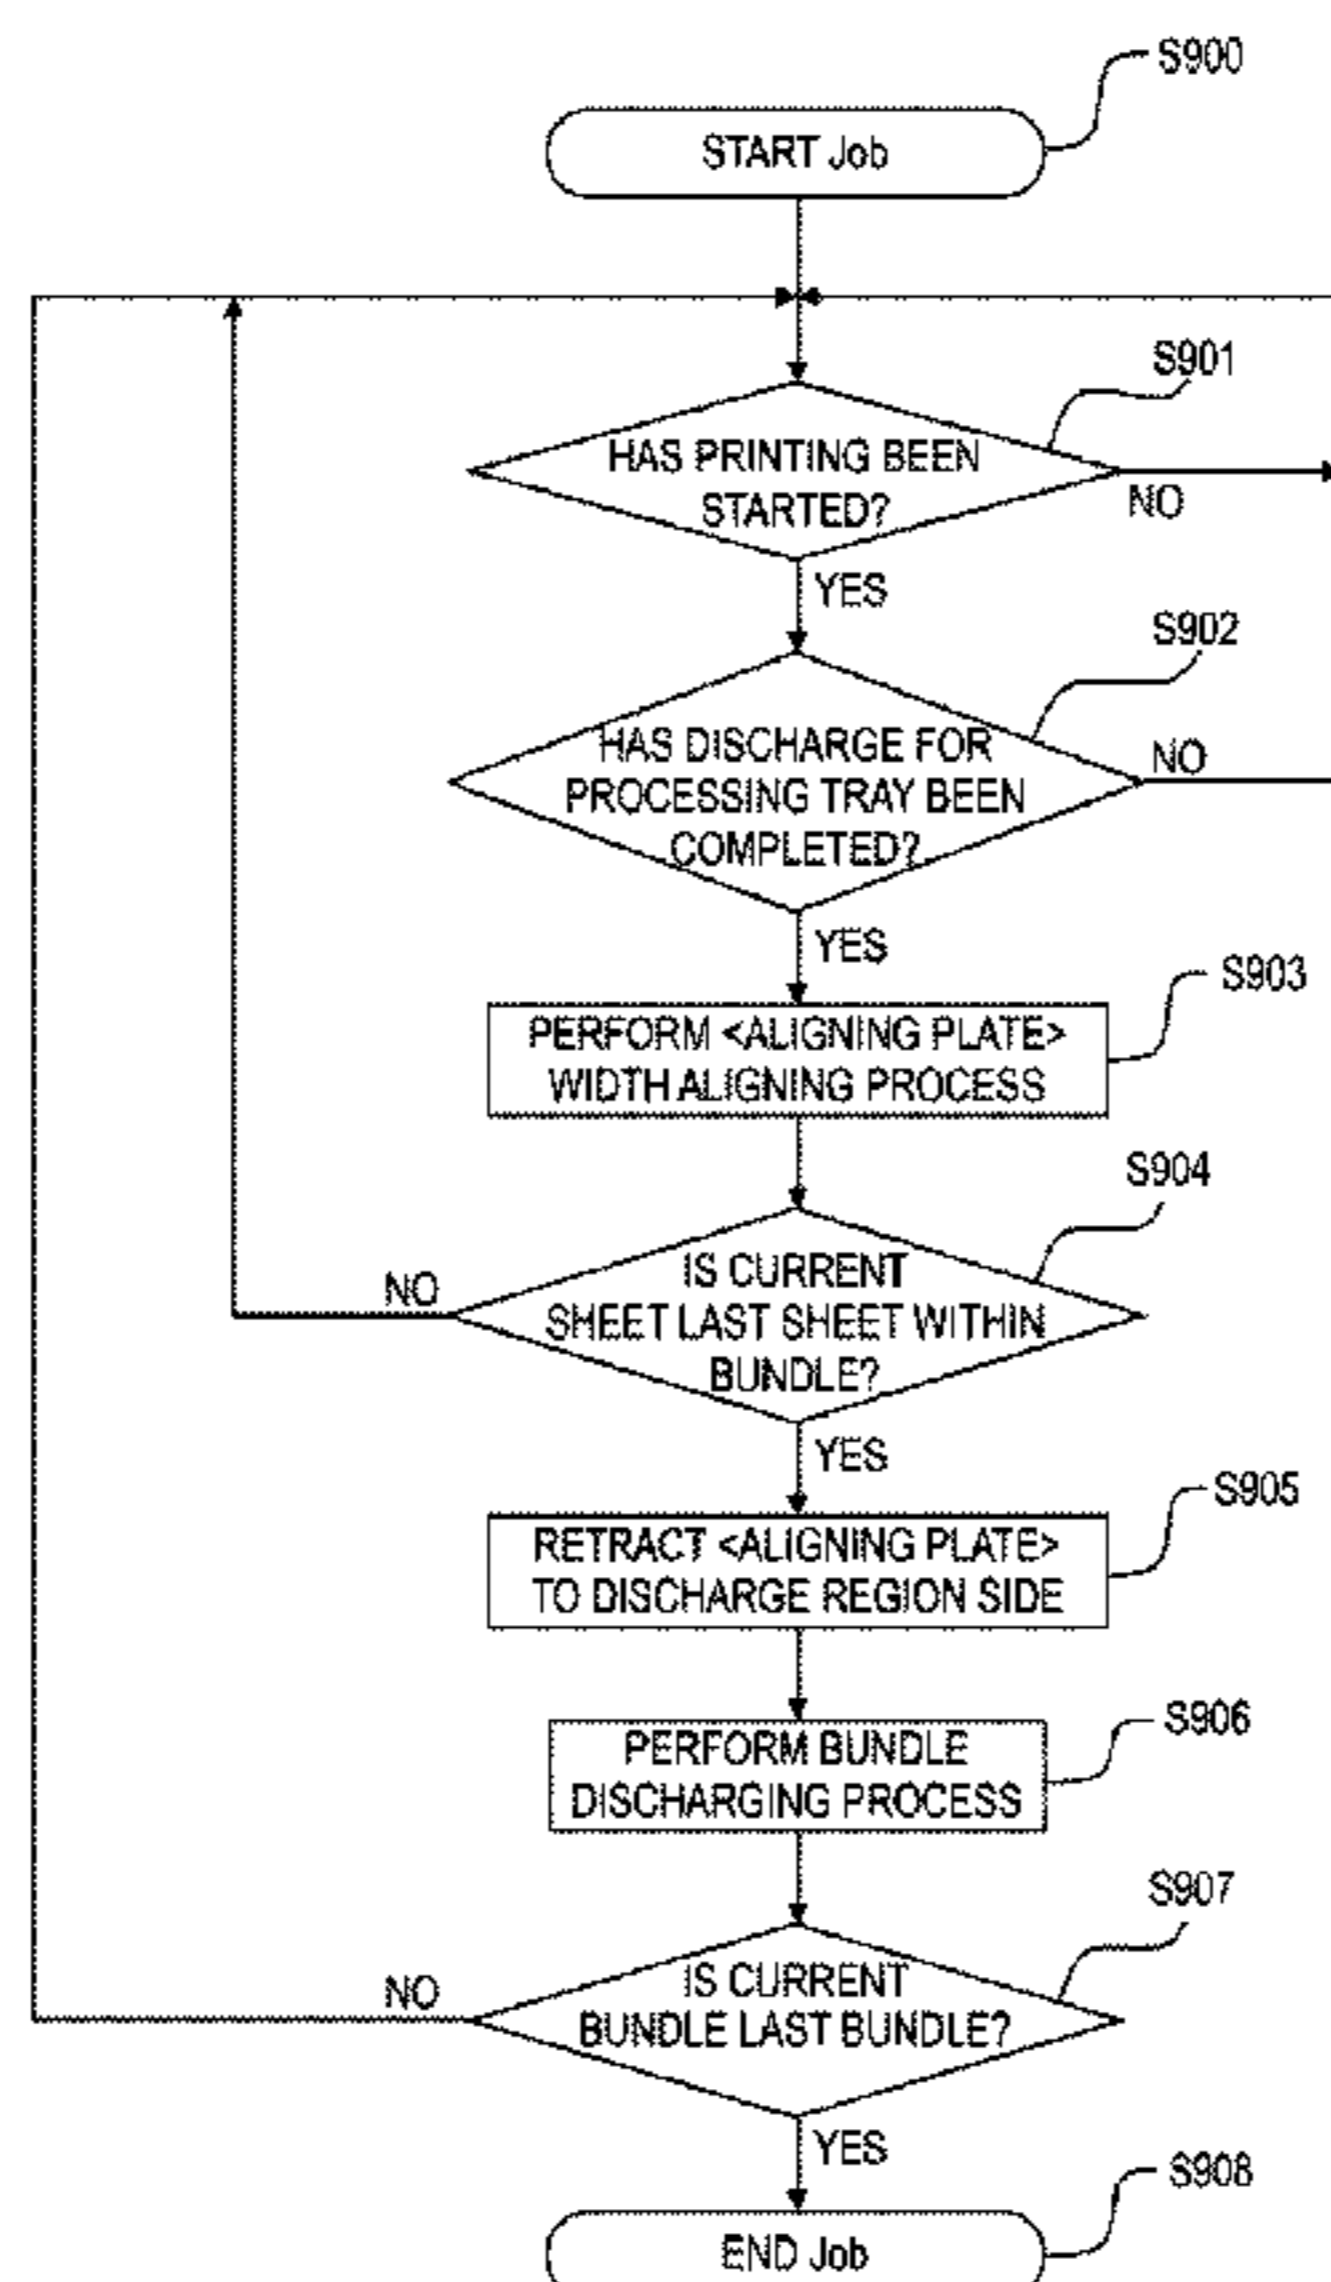 S900
START Job
S901
HAS PRINTING BEEN
STARTED?
NO
YES
S902
HAS DISCHARGE FOR
PROCESSING TRAY BEEN
COMPLETED?
NO
YES
S903
PERFORM <ALIGNING PLATE>
WIDTH ALIGNING PROCESS
S904
IS CURRENT
SHEET LAST SHEET WITHIN
BUNDLE?
NO
YES
S905
RETRACT <ALIGNING PLATE>
TO DISCHARGE REGION SIDE
S906
PERFORM BUNDLE
DISCHARGING PROCESS
S907
IS CURRENT
BUNDLE LAST BUNDLE?
NO
YES
S908
END Job